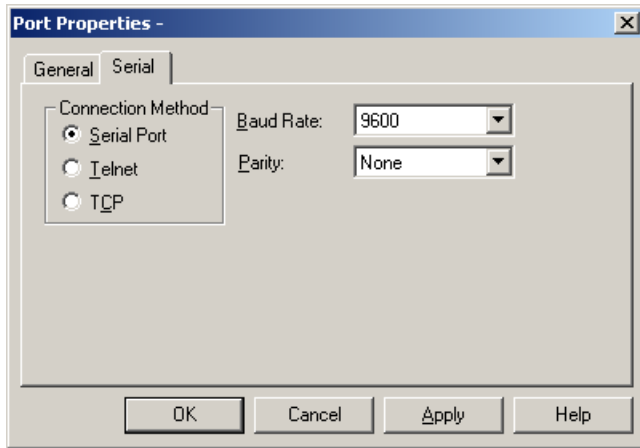 Port Properties -
General Serial
Connection Method
Serial Port
Telnet
TCP
Baud Rate: 9600
Parity: None
OK Cancel Apply Help